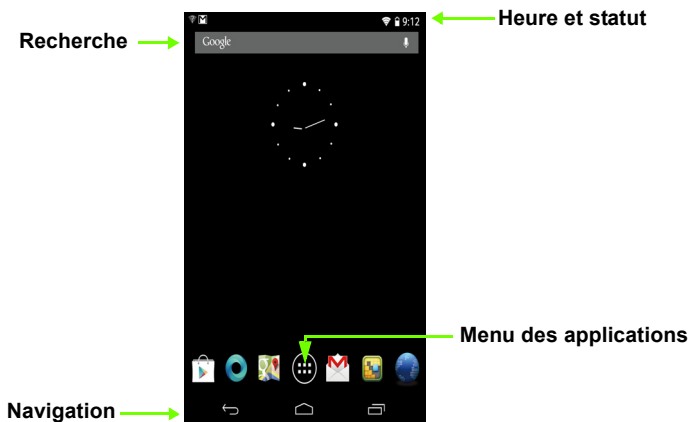 Heure et statut
9:12
Recherche
Google
Menu des applications
Navigation